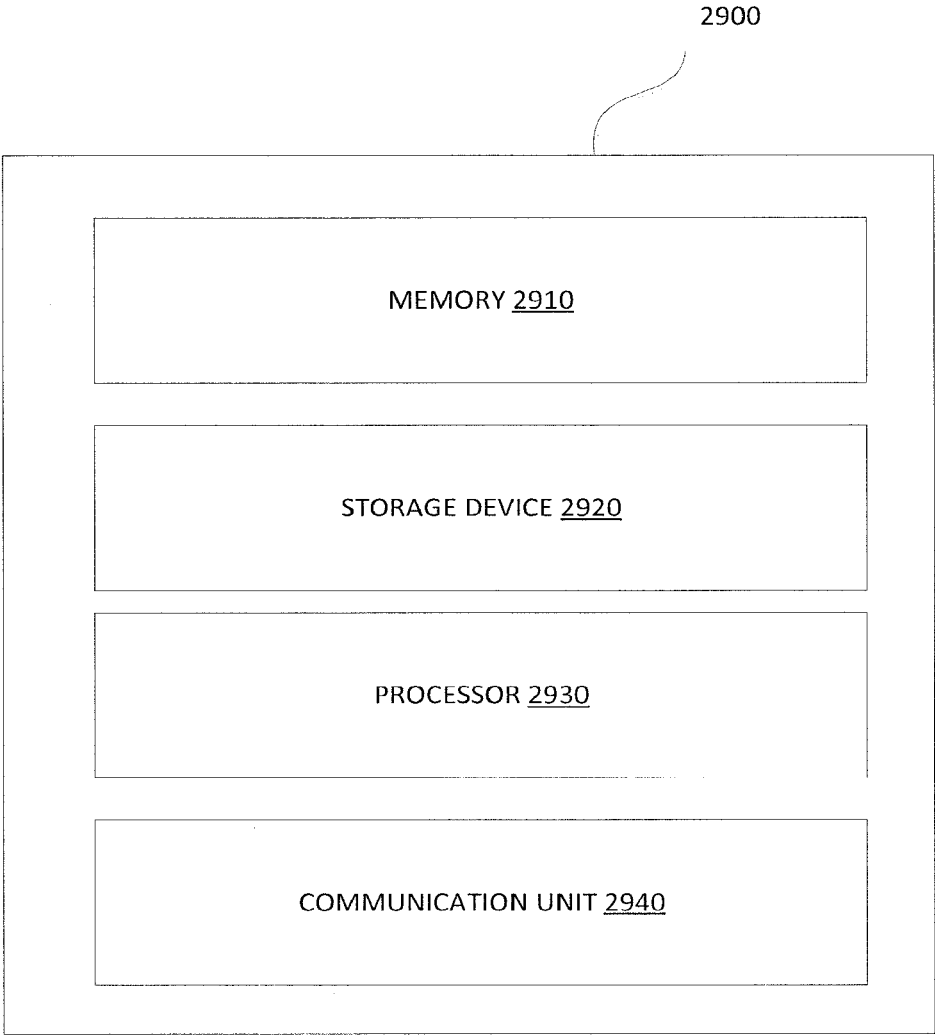 2900
MEMORY 2910
STORAGE DEVICE 2920
PROCESSOR 2930
COMMUNICATION UNIT 2940